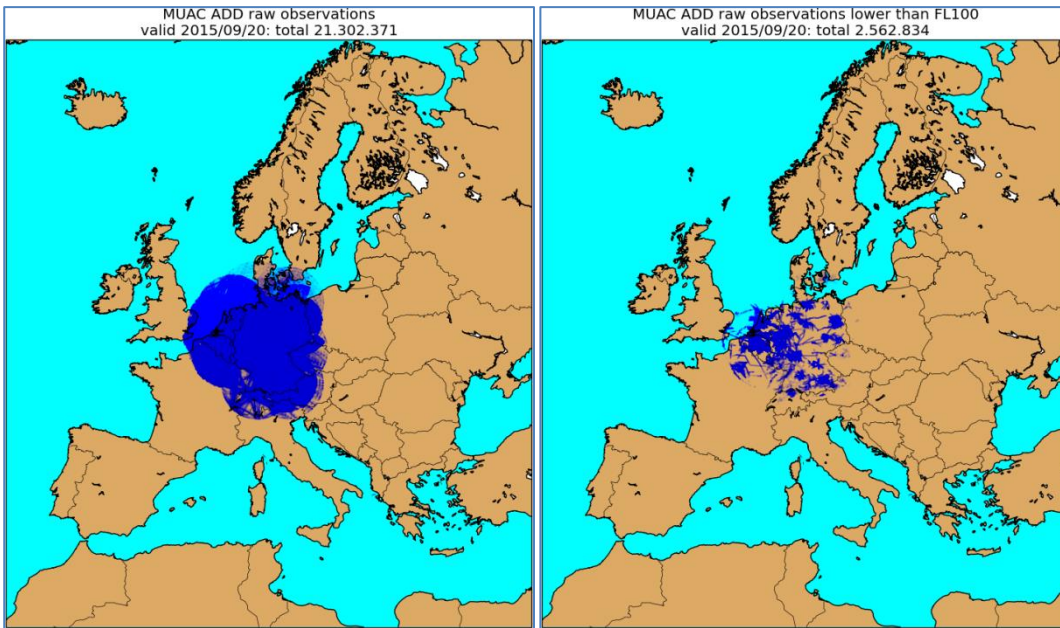 MUAC ADD raw observations
valid 2015/09/20: total 21.302.371
MUAC ADD raw observations lower than FL100
valid 2015/09/20: total 2.562.834